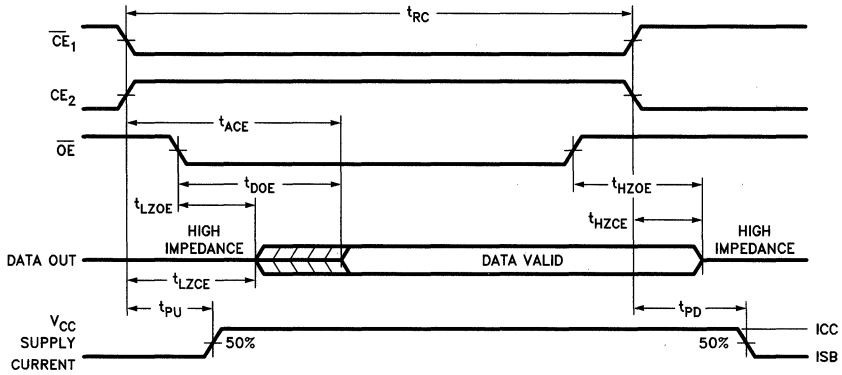 tRC
CE1
CE2
tACE
OE
tDOE
tHZOE
tLZOE
tHZCE
HIGH
IMPEDANCE
HIGH
IMPEDANCE
DATA OUT
DATA VALID
tLZCE
tPU
tPD
VCC
SUPPLY
CURRENT
50%
50%
ICC
ISB